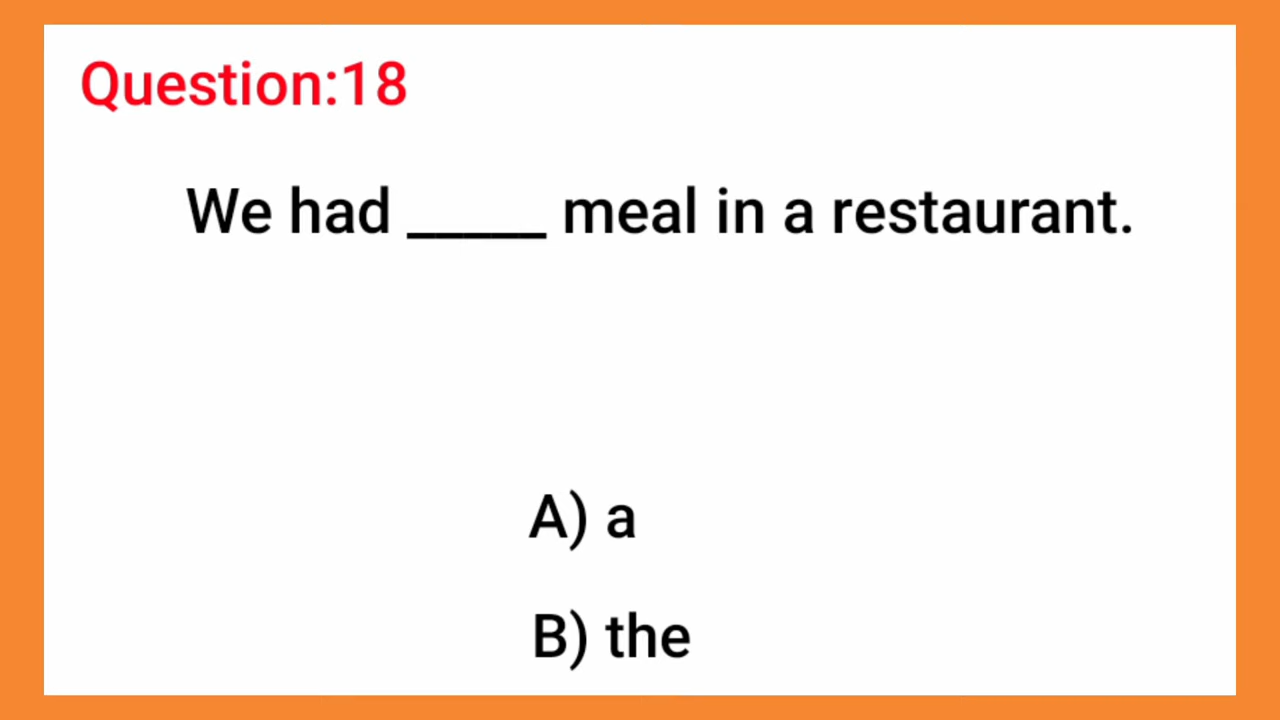 Question:18
We had _____ meal in a restaurant.
A) a
B) the